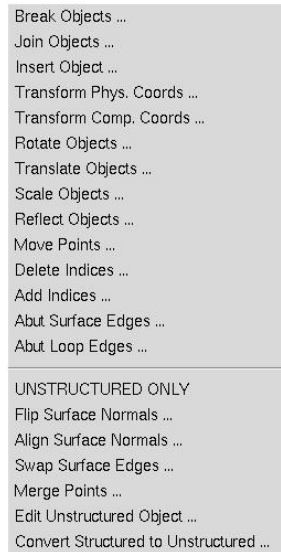 Break Objects ...
Join Objects ...
Insert Object ...
Transform Phys. Coords ...
Transform Comp. Coords ...
Rotate Objects ...
Translate Objects ...
Scale Objects ...
Reflect Objects ...
Move Points ...
Delete Indices ...
Add Indices ...
Abut Surface Edges ...
Abut Loop Edges ...
UNSTRUCTURED ONLY
Flip Surface Normals ...
Align Surface Normals ...
Swap Surface Edges ...
Merge Points ...
Edit Unstructured Object ...
Convert Structured to Unstructured ...